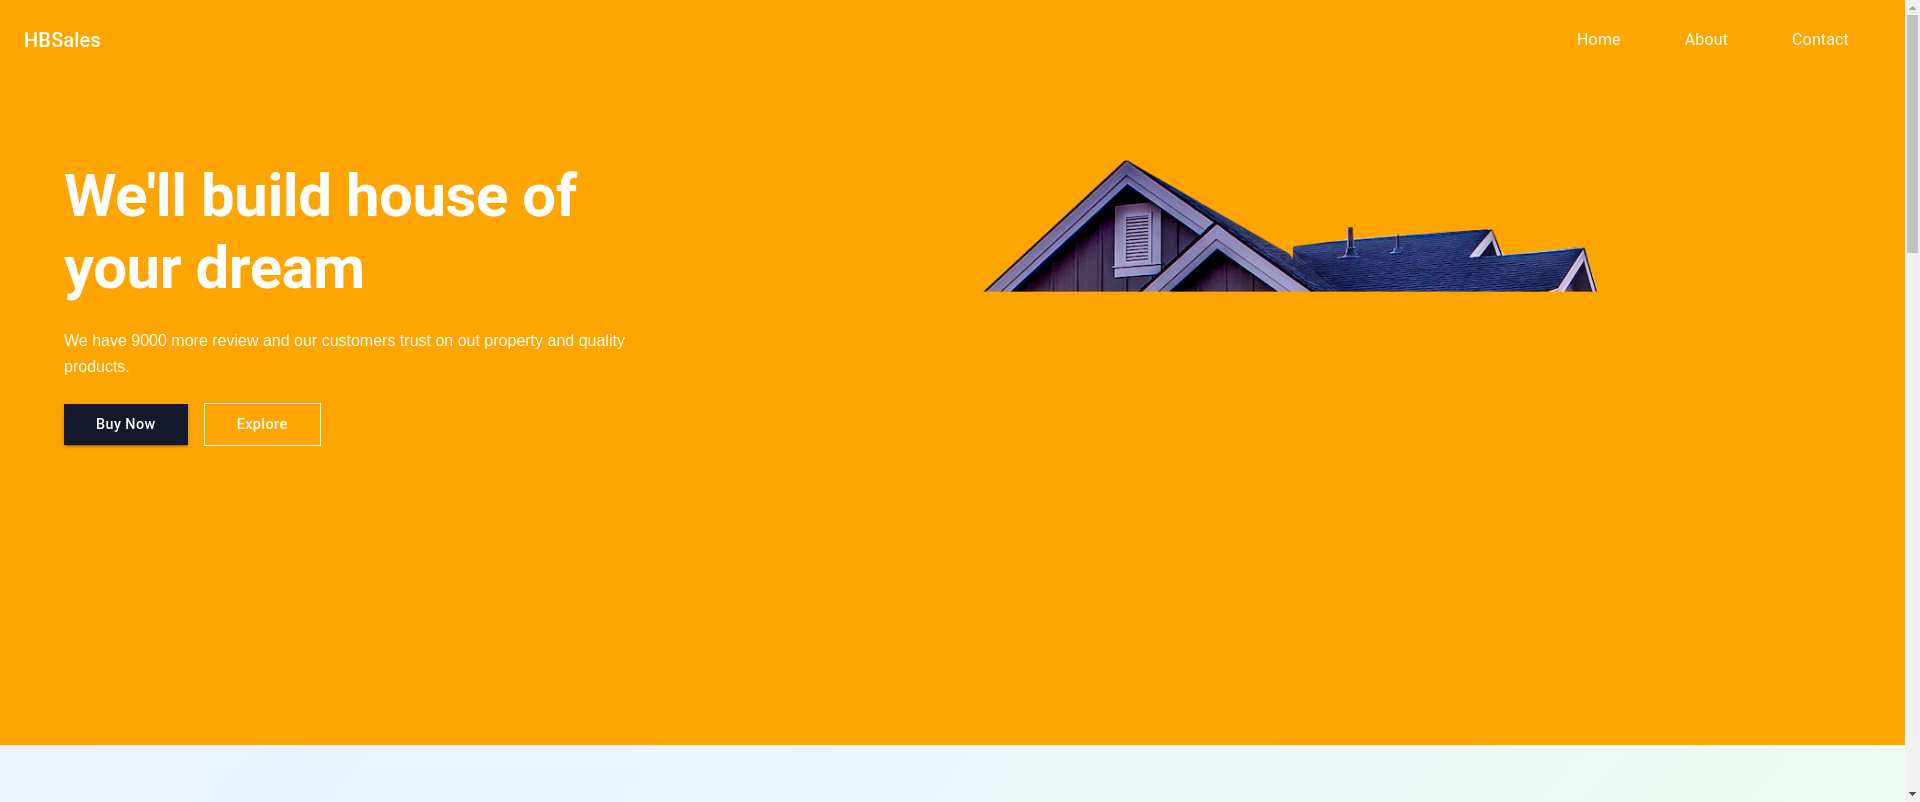 HBSales
Home
About
Contact
We'll build house of
your dream
We have 9000 more review and our customers trust on out property and quality
products.
Buy Now
Explore